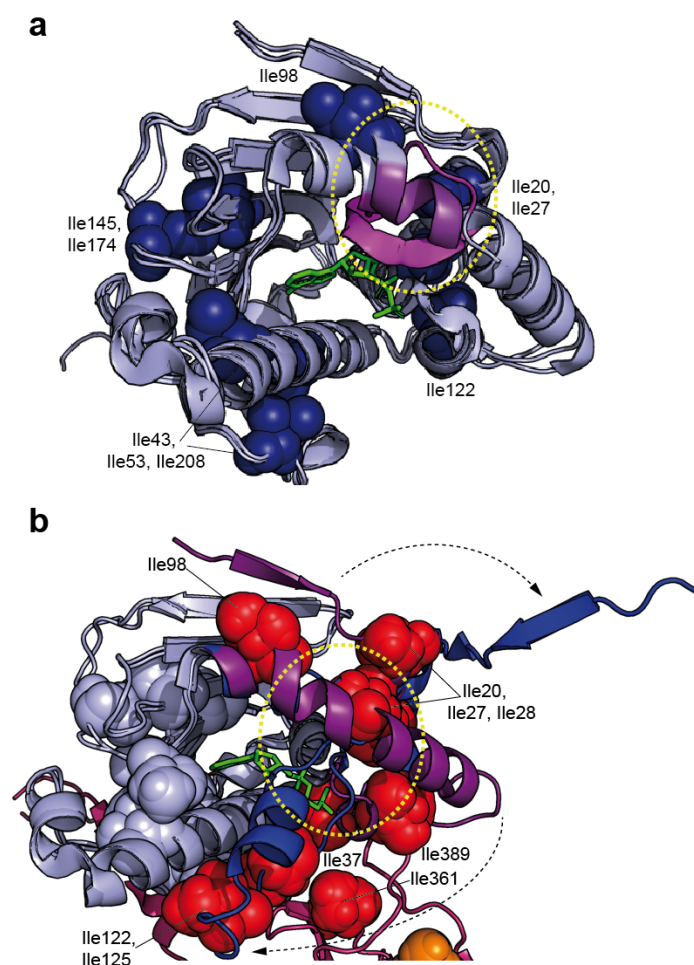 a
Ile98
Ile20,
Ile27
Ile145,
Ile174
Ile122
Ile43,
Ile53, Ile208
b
Ile98
Ile20,
Ile27, Ile28
Ile37
Ile389
Ile361
Ile122,
Ile125